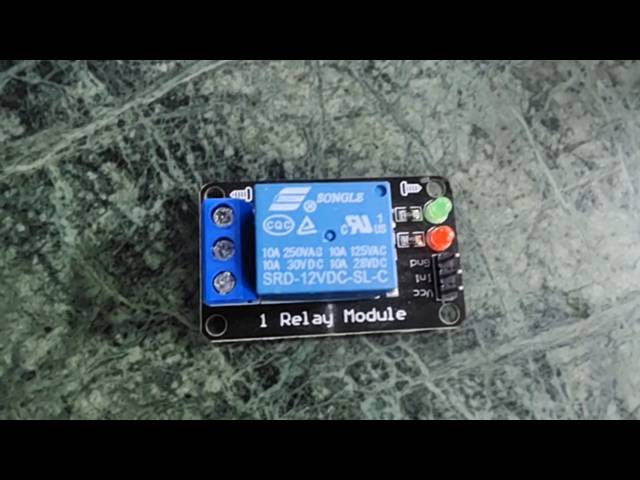 SONGLE
® CQC c UL US 1
10A 250VAC 10A 125VAC
10A 30VDC 10A 28VDC
SRD-12VDC-SL-C
Gnd
In1
Vcc
1 Relay Module